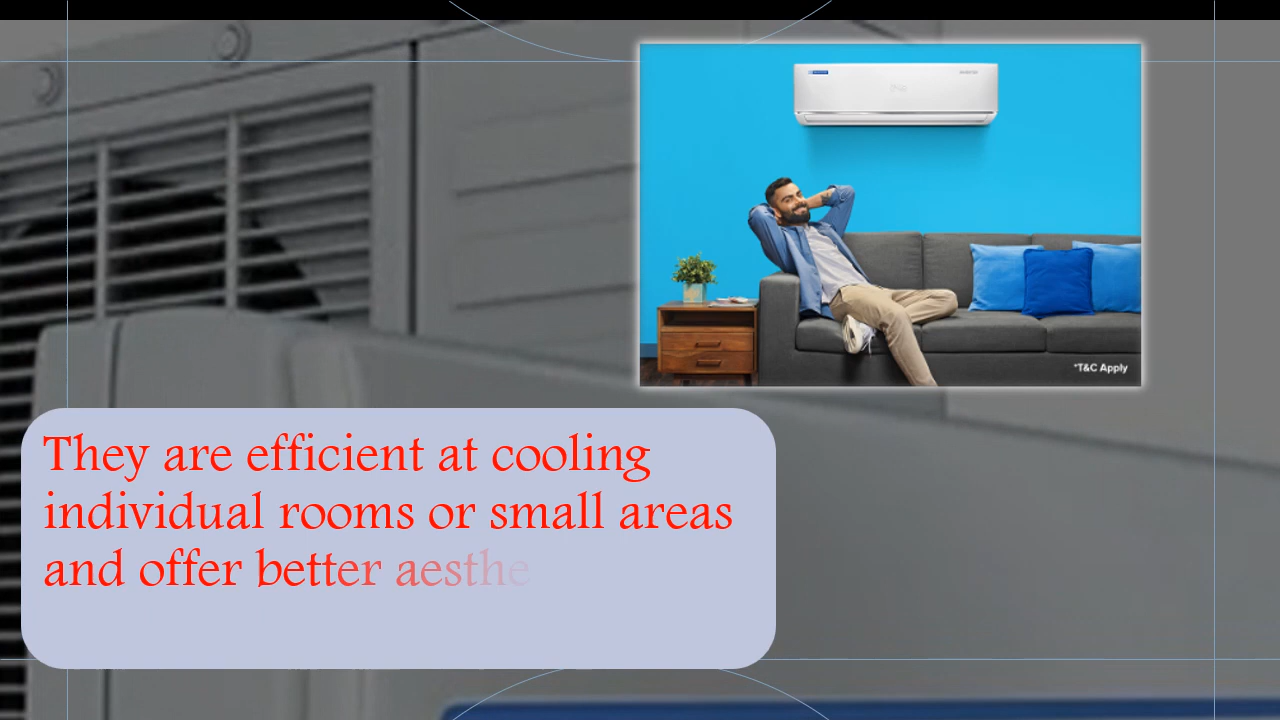 *T&C Apply
They are efficient at cooling
individual rooms or small areas
and offer better aesthe